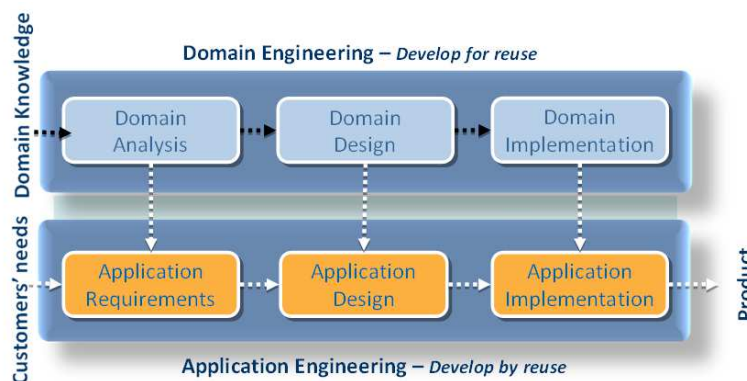 Domain Engineering – Develop for reuse
Domain Knowledge
Domain
Analysis
Domain
Design
Domain
Implementation
Customers' needs
Application
Requirements
Application
Design
Application
Implementation
Product
Application Engineering – Develop by reuse